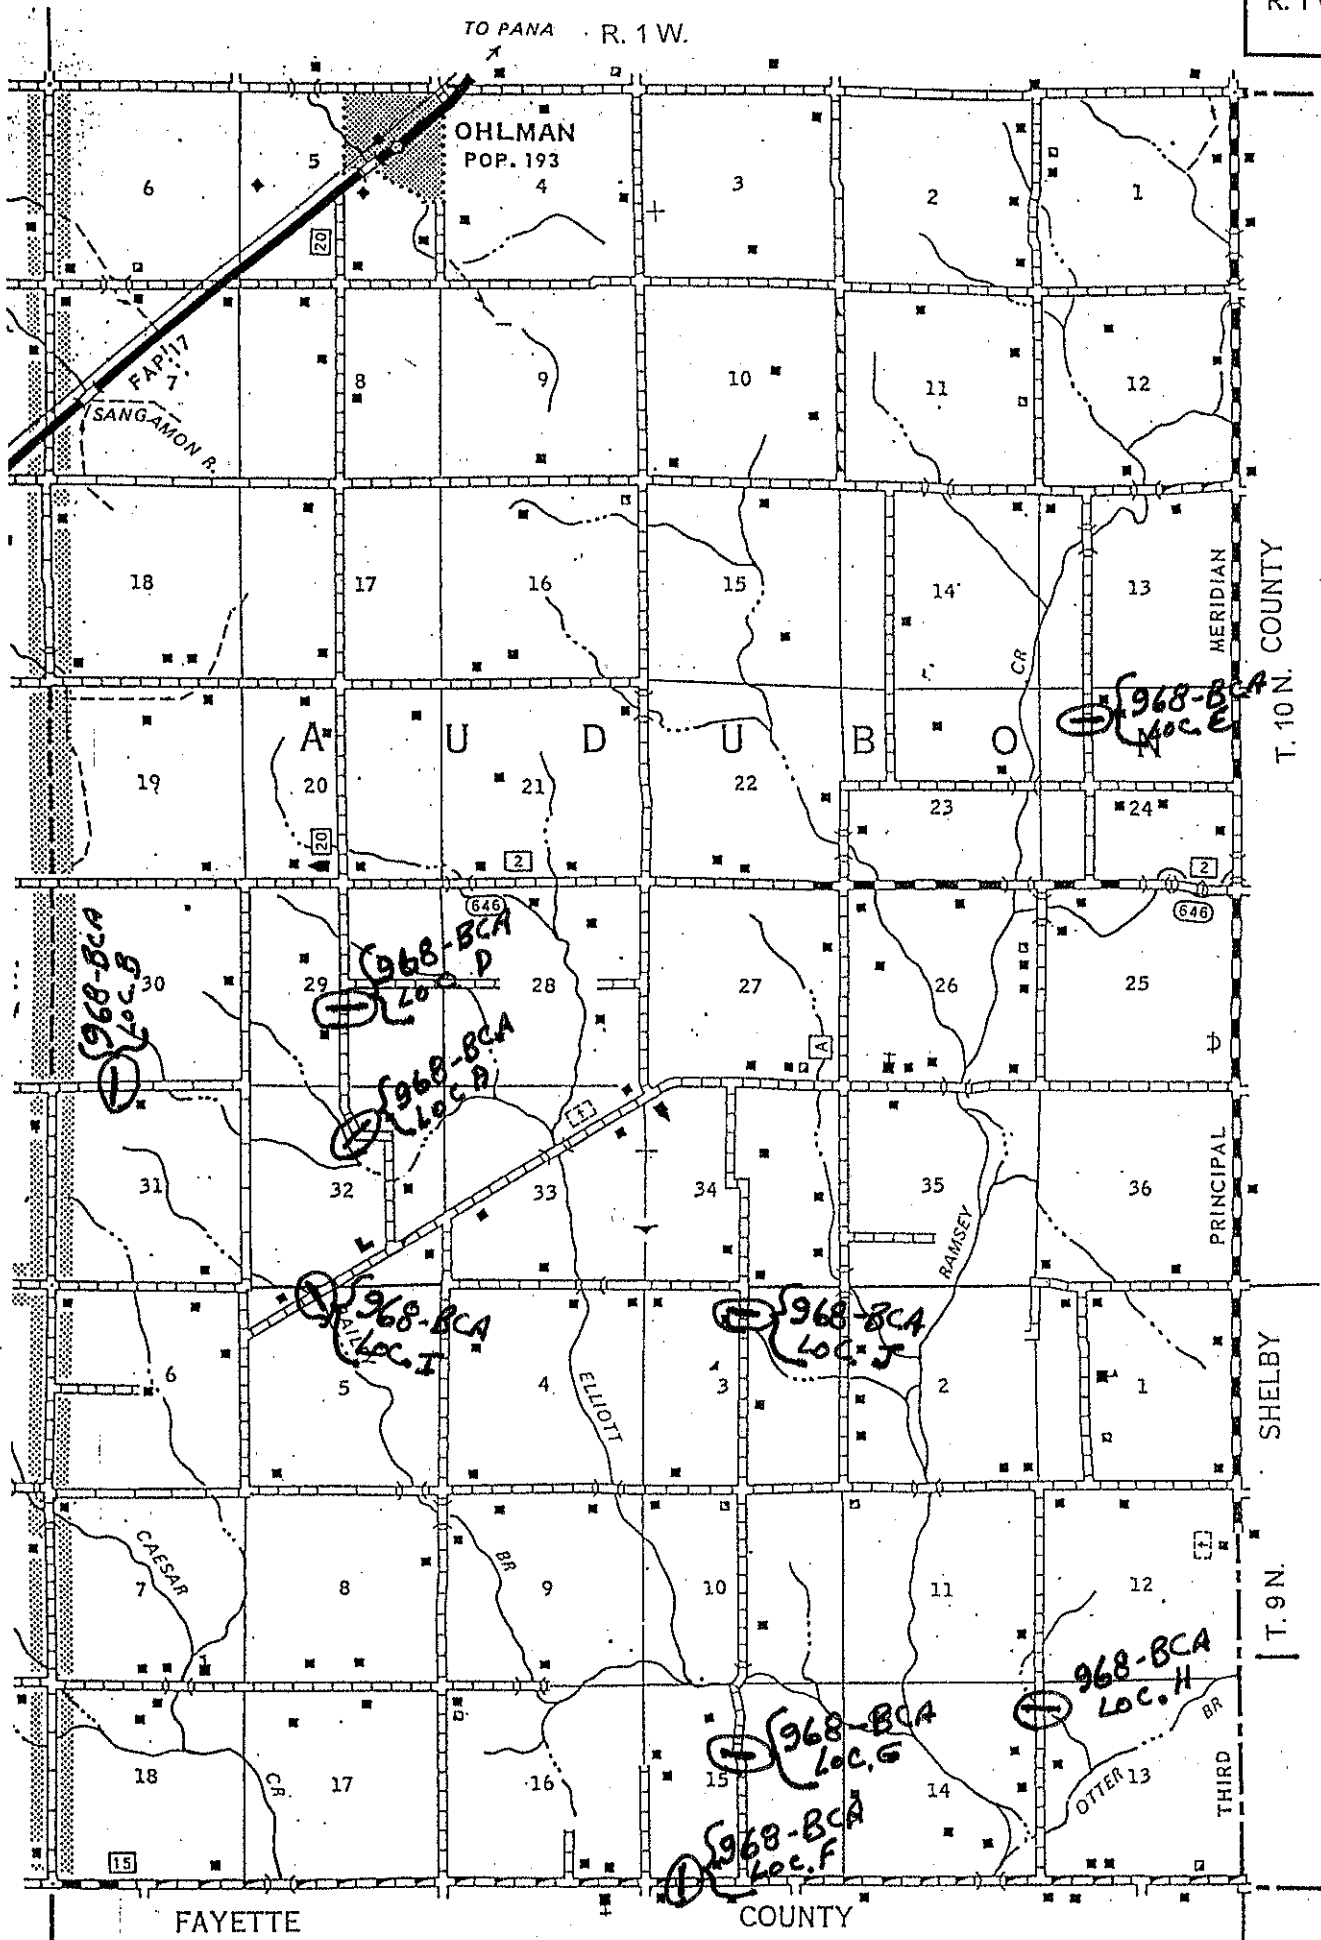 TO PANA R. 1 W.
R. 1
OHLMAN
POP. 193
6 5 4 3 2 1
20
FAP 17
7 8 9 10 11 12
SANGAMON R.
18 17 16 15 14 13
MERIDIAN
T. 10 N. COUNTY
CR
968-BCA
LOC. E
A U D U B O N
19 20 21 22 23 24
20 2 2
646 646
968-BCA
LOC. B
968-BCA
LO D
30 29 28 27 26 25
A
968-BCA
LOC A
31 32 33 34 35 36
PRINCIPAL
RAMSEY
968-BCA
LOC. I
968-BCA
LOC. J
6 5 4 3 2 1
ELLIOTT
SHELBY
CAESAR
BR
7 8 9 10 11 12
T. 9 N.
968-BCA
LOC. H
BR
968-BCA
LOC. G
18 17 16 15 14 13
CR
OTTER
THIRD
968-BCA
LOC. F
15
FAYETTE COUNTY